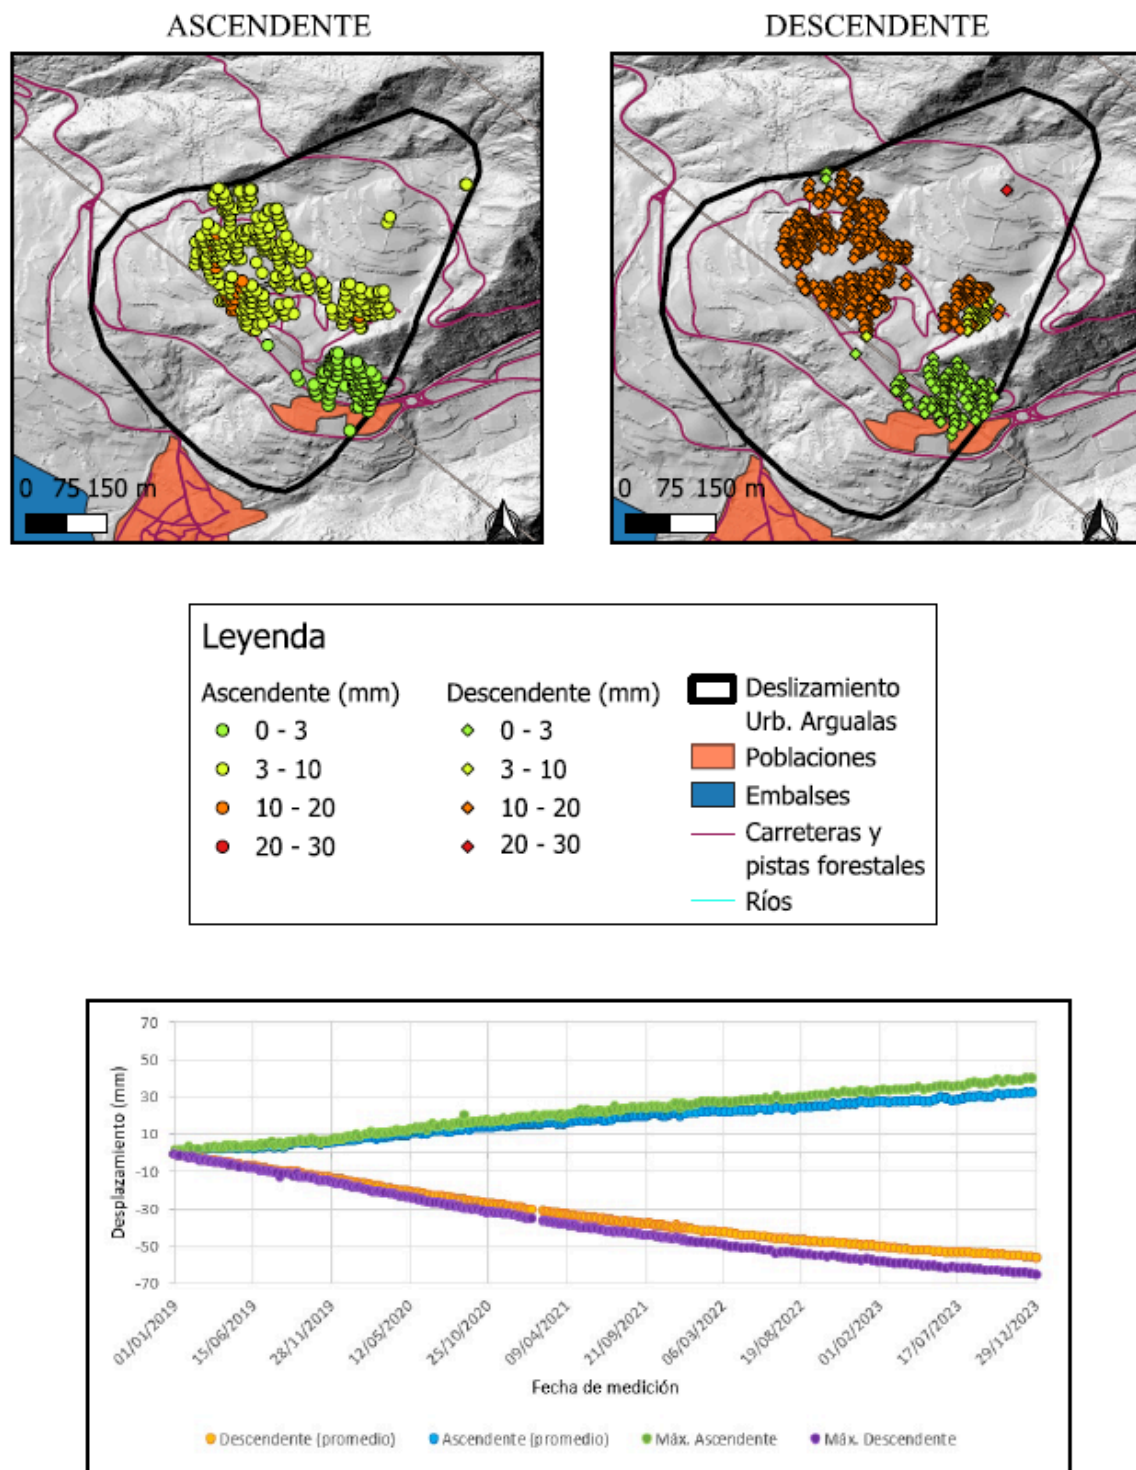 ASCENDENTE
DESCENDENTE
0 75 150 m
0 75 150 m
Leyenda
Ascendente (mm)
0 - 3
3 - 10
10 - 20
20 - 30
Descendente (mm)
0 - 3
3 - 10
10 - 20
20 - 30
Deslizamiento
Urb. Argualas
Poblaciones
Embalses
Carreteras y
pistas forestales
Ríos
Desplazamiento (mm)
70
50
30
10
-10
-30
-50
-70
01/01/2019
15/06/2019
28/11/2019
12/05/2020
25/10/2020
09/04/2021
21/09/2021
06/03/2022
19/08/2022
01/02/2023
17/07/2023
29/12/2023
Fecha de medición
Descendente (promedio)
Ascendente (promedio)
Máx. Ascendente
Máx. Descendente